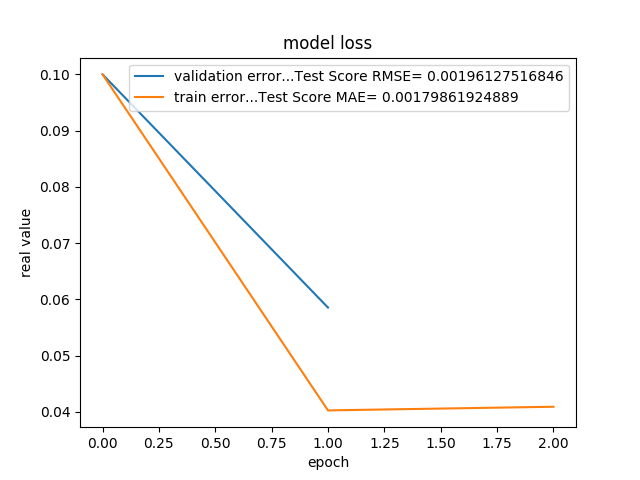 model loss
validation error...Test Score RMSE= 0.00196127516846
train error...Test Score MAE= 0.00179861924889
real value
0.10
0.09
0.08
0.07
0.06
0.05
0.04
0.00 0.25 0.50 0.75 1.00 1.25 1.50 1.75 2.00
epoch